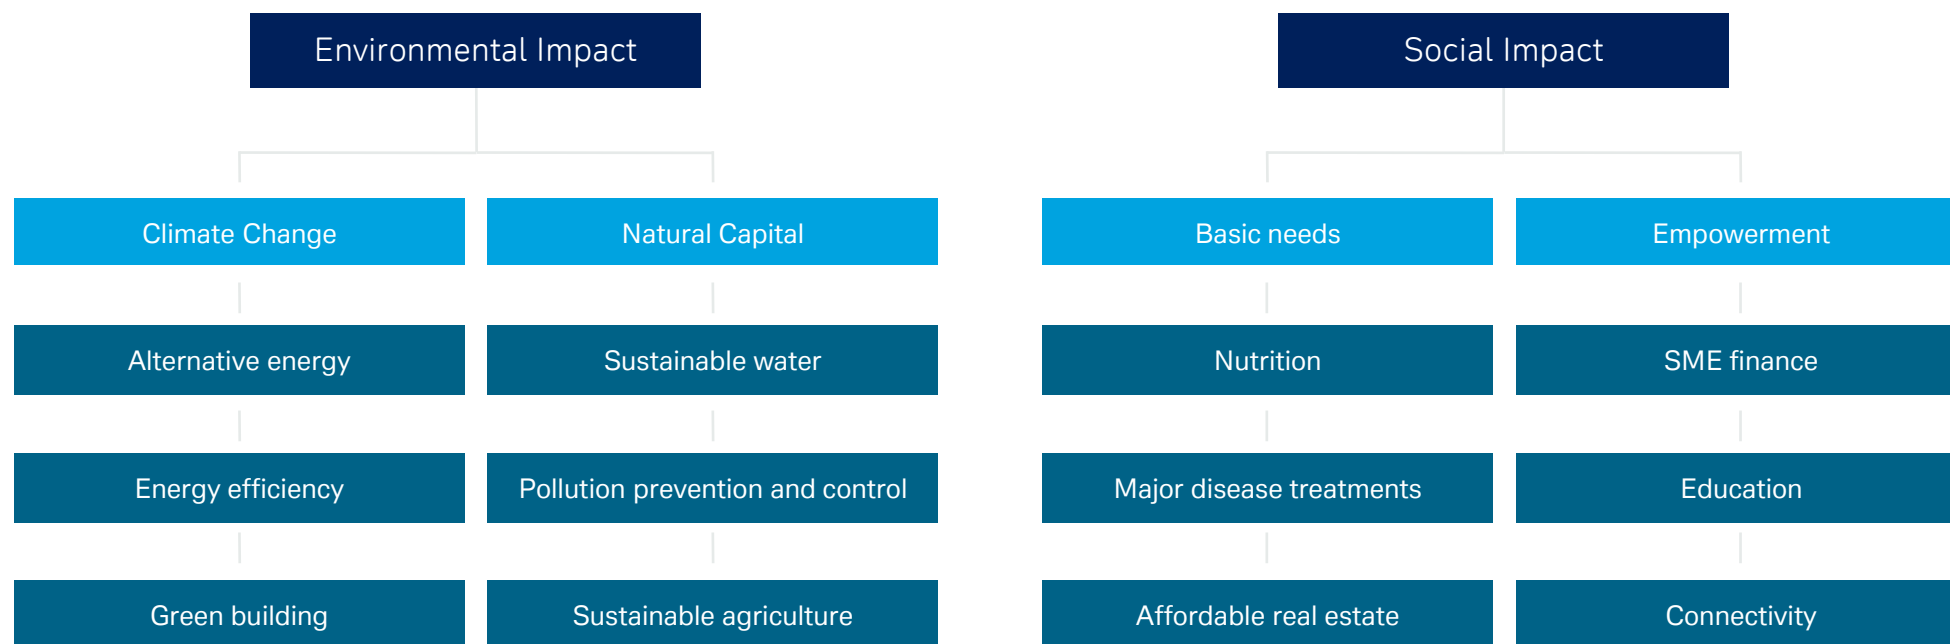 Environmental Impact
Social Impact
Climate Change
Natural Capital
Basic needs
Empowerment
Alternative energy
Sustainable water
Nutrition
SME finance
Energy efficiency
Pollution prevention and control
Major disease treatments
Education
Green building
Sustainable agriculture
Affordable real estate
Connectivity